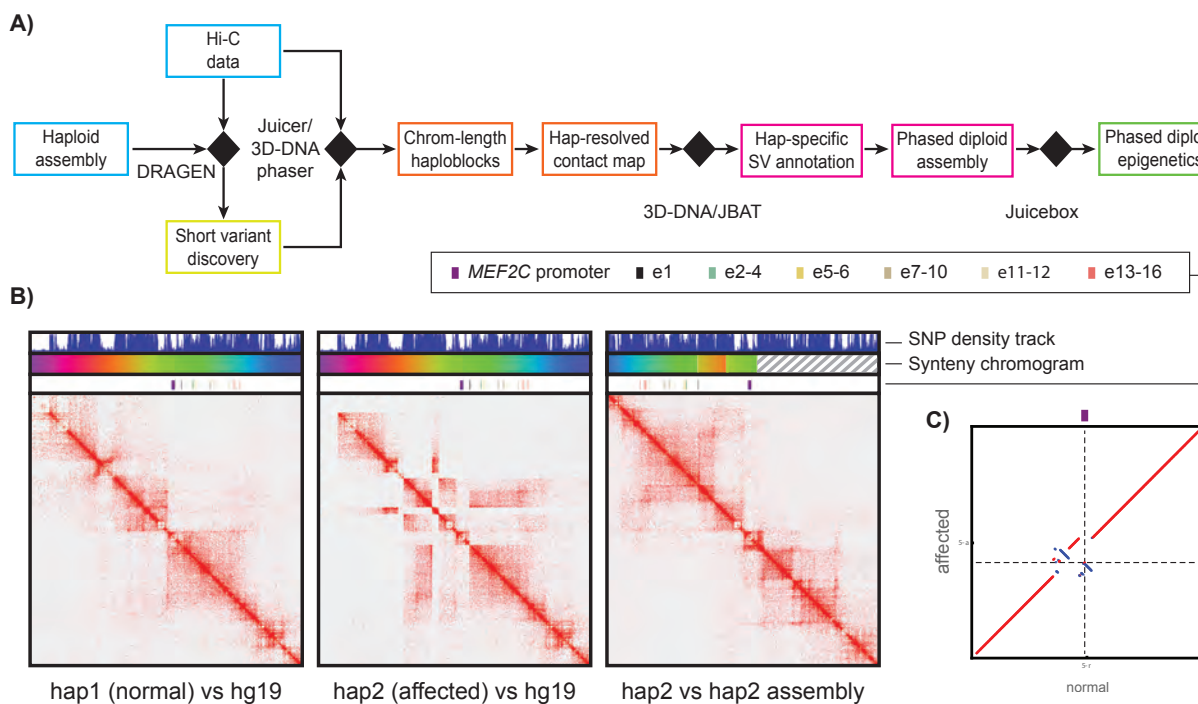 A)
Hi-C
data
Haploid
assembly
DRAGEN
Juicer/
3D-DNA
phaser
Short variant
discovery
Chrom-length
haploblocks
Hap-resolved
contact map
3D-DNA/JBAT
Hap-specific
SV annotation
Phased diploid
assembly
Juicebox
Phased diplo
epigenetics
MEF2C promoter e1 e2-4 e5-6 e7-10 e11-12 e13-16
B)
SNP density track
Synteny chromogram
hap1 (normal) vs hg19
hap2 (affected) vs hg19
hap2 vs hap2 assembly
C)
affected
S-a
S-r
normal